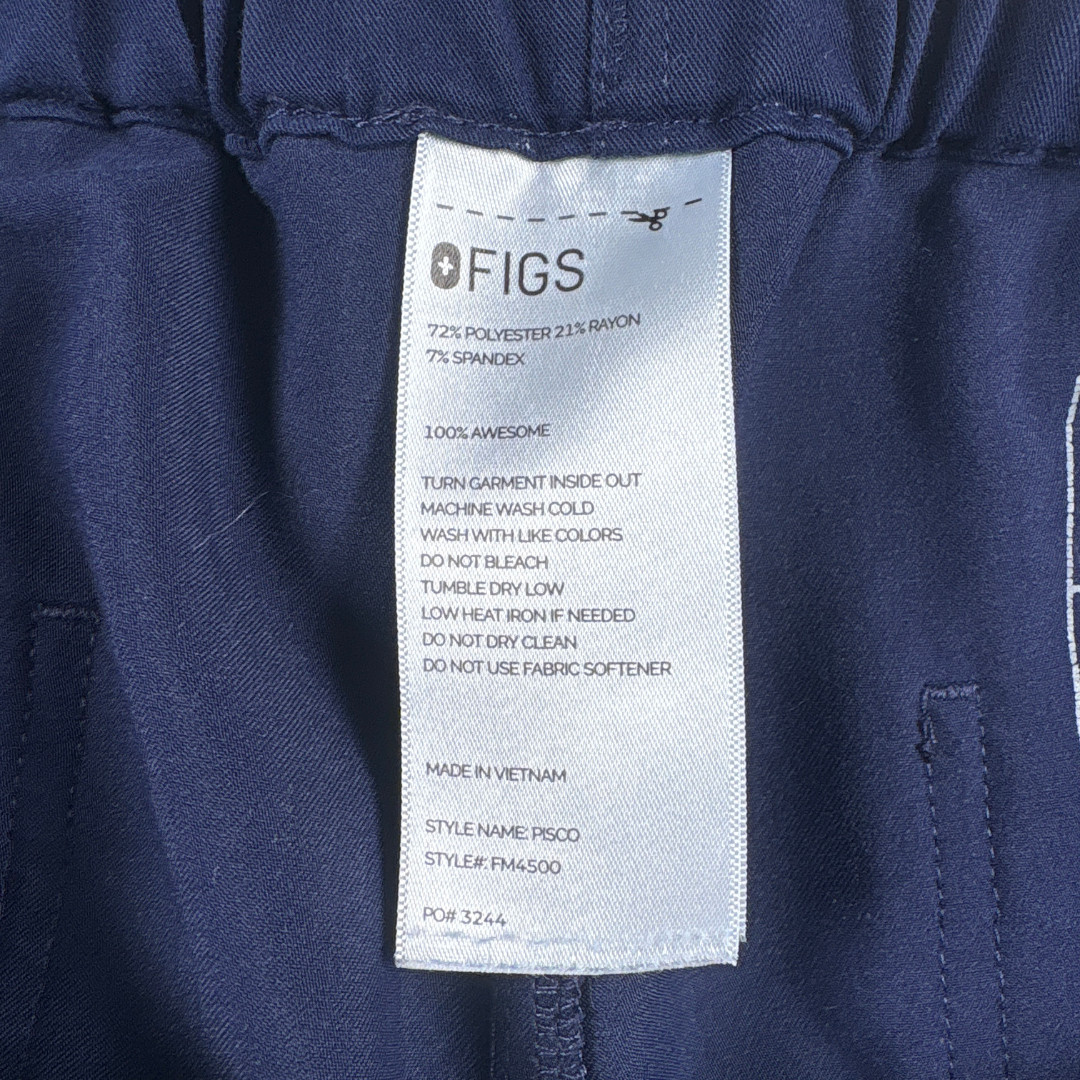 FIGS
72% POLYESTER 21% RAYON
7% SPANDEX
100% AWESOME
TURN GARMENT INSIDE OUT
MACHINE WASH COLD
WASH WITH LIKE COLORS
DO NOT BLEACH
TUMBLE DRY LOW
LOW HEAT IRON IF NEEDED
DO NOT DRY CLEAN
DO NOT USE FABRIC SOFTENER
MADE IN VIETNAM
STYLE NAME: PISCO
STYLE#: FM4500
PO# 3244